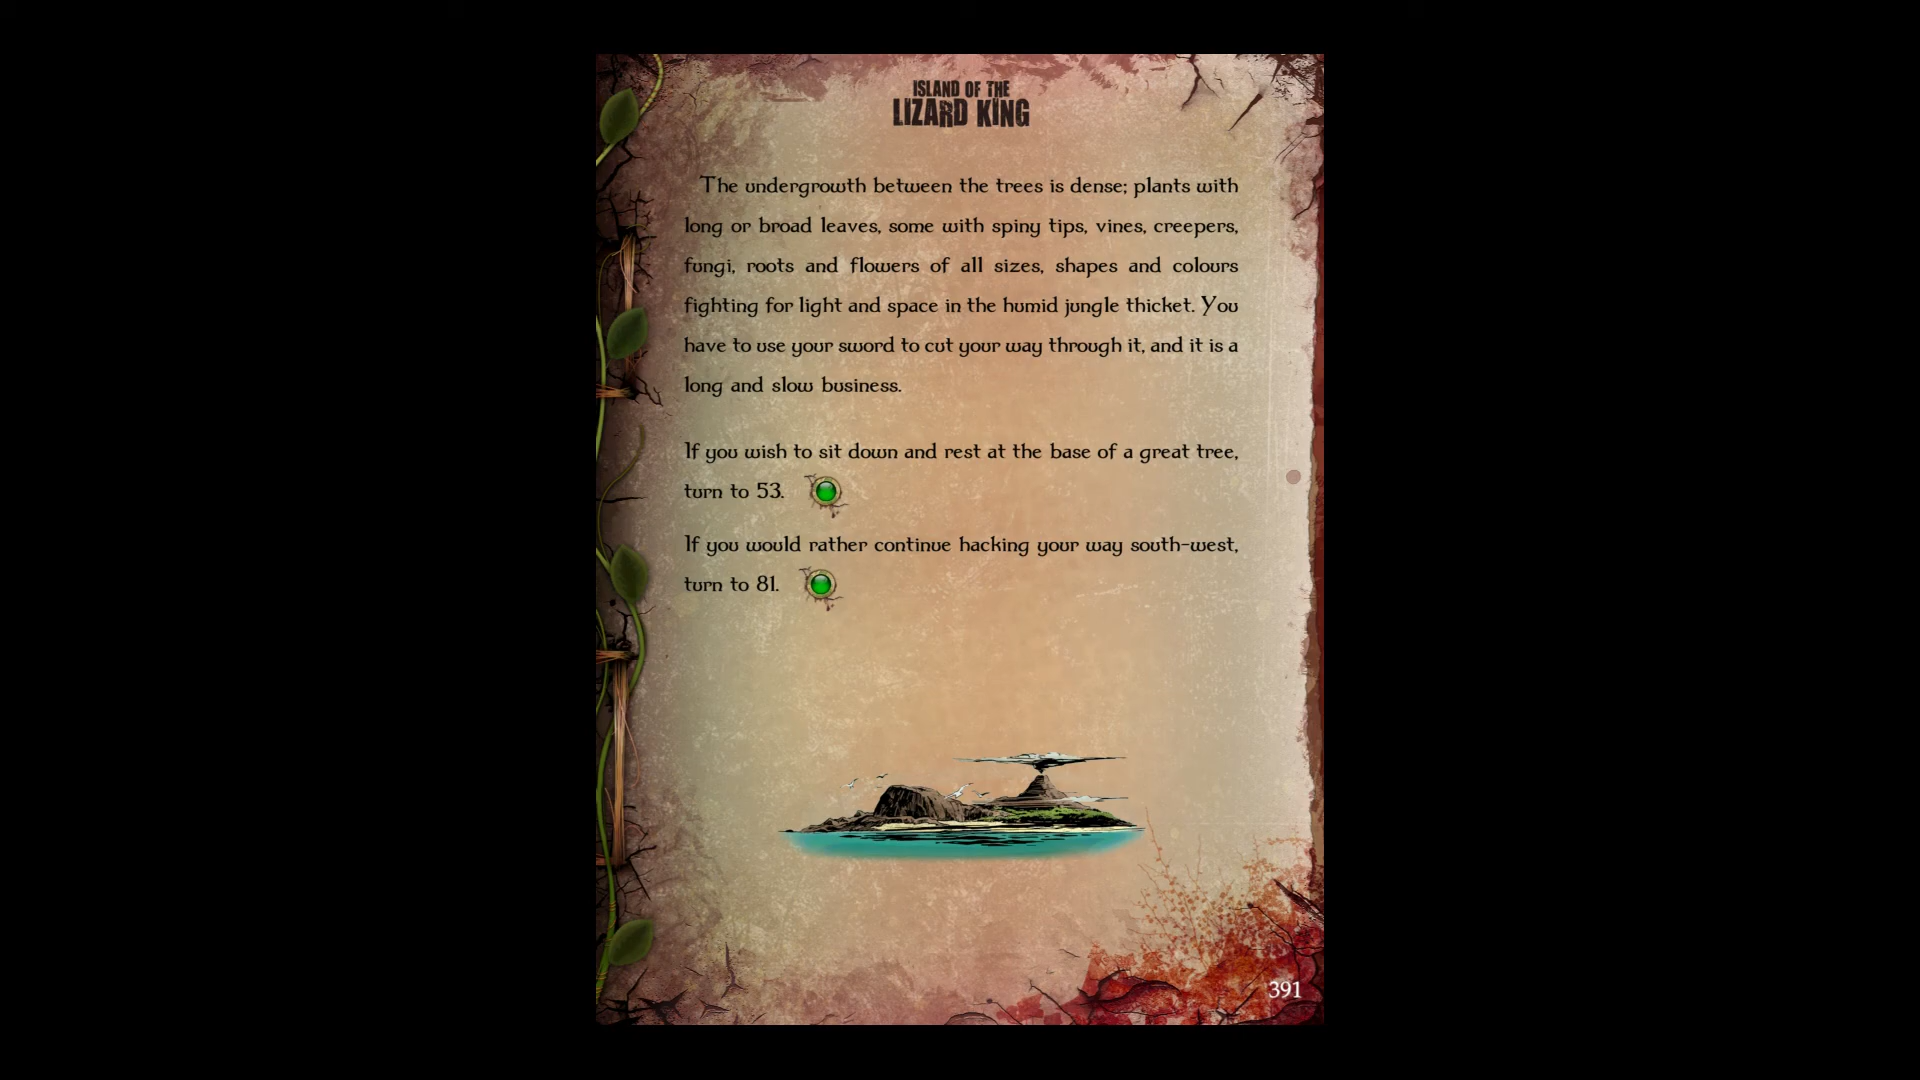 ISLAND OF THE
LIZARD KING
The undergrowth between the trees is dense; plants with
long or broad leaves, some with spiny tips, vines, creepers,
fungi, roots and flowers of all sizes, shapes and colours
fighting for light and space in the humid jungle thicket. You
have to use your sword to cut your way through it, and it is a
long and slow business.
If you wish to sit down and rest at the base of a great tree,
turn to 53.
If you would rather continue hacking your way south-west,
turn to 81.
391